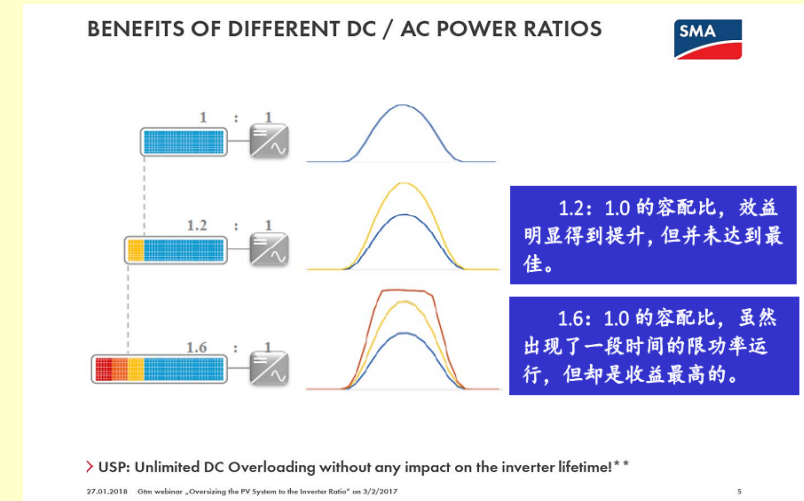 BENEFITS OF DIFFERENT DC / AC POWER RATIOS
SMA
1 : 1
1.2 : 1
1.2：1.0 的容配比，效益
明显得到提升，但并未达到最
佳。
1.6 : 1
1.6：1.0 的容配比，虽然
出现了一段时间的限功率运
行，但却是收益最高的。
> USP: Unlimited DC Overloading without any impact on the inverter lifetime!**
27.01.2018 Gtm webinar „Oversizing the PV System to the Inverter Ratio" on 3/2/2017
5